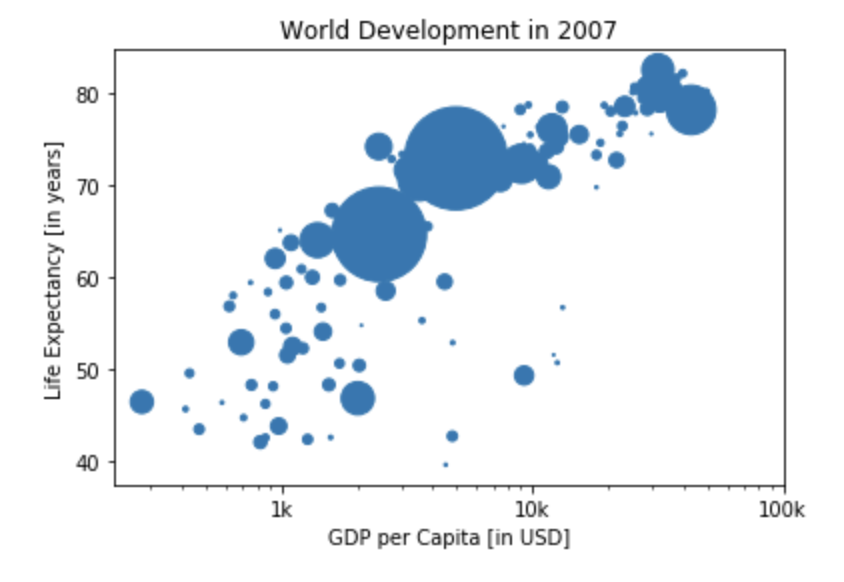 World Development in 2007
80
70
60
50
40
Life Expectancy [in years]
1k 10k 100k
GDP per Capita [in USD]